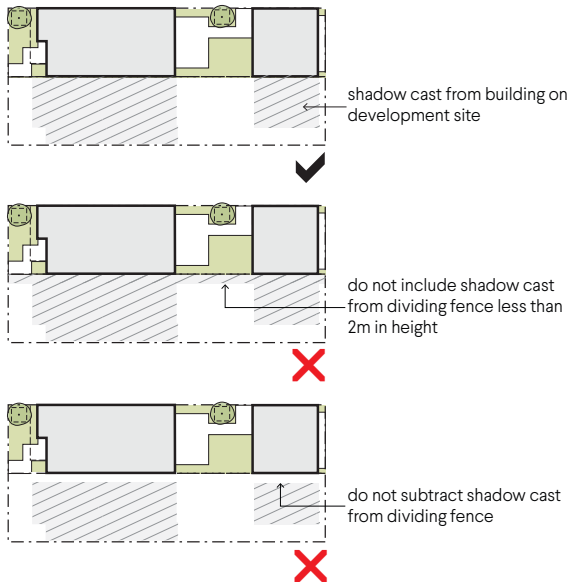 shadow cast from building on
development site
do not include shadow cast
from dividing fence less than
2m in height
do not subtract shadow cast
from dividing fence